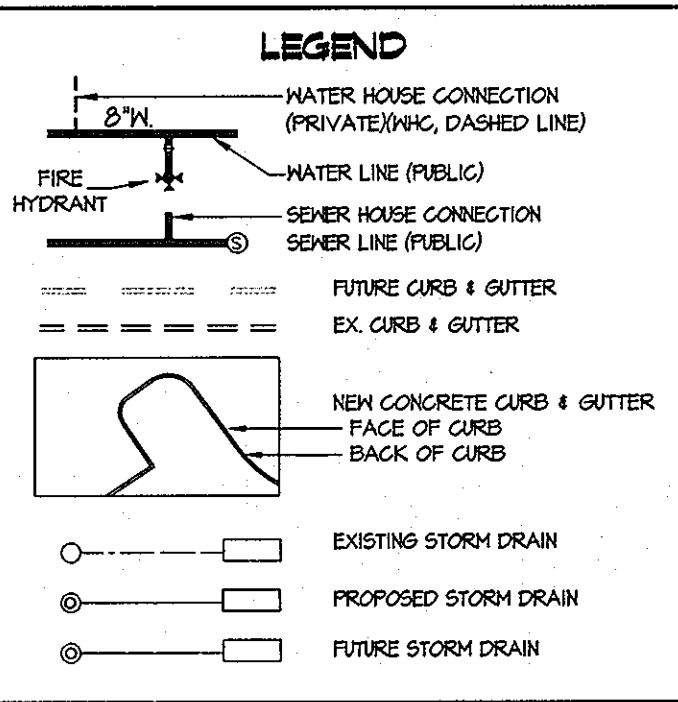 LEGEND
WATER HOUSE CONNECTION
(PRIVATE)(WHC, DASHED LINE)
8"W.
WATER LINE (PUBLIC)
FIRE
HYDRANT
SEWER HOUSE CONNECTION
SEWER LINE (PUBLIC)
S
FUTURE CURB & GUTTER
EX. CURB & GUTTER
NEW CONCRETE CURB & GUTTER
FACE OF CURB
BACK OF CURB
EXISTING STORM DRAIN
PROPOSED STORM DRAIN
FUTURE STORM DRAIN